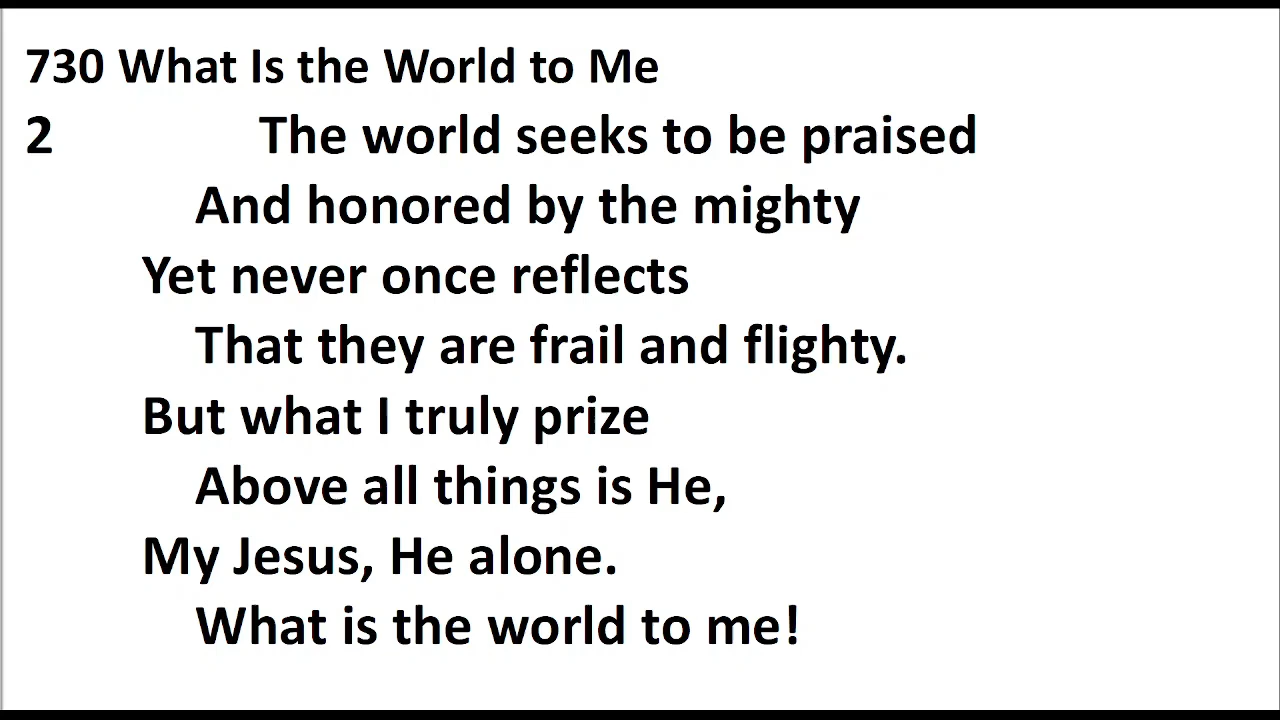 730 What Is the World to Me
2 The world seeks to be praised
And honored by the mighty
Yet never once reflects
That they are frail and flighty.
But what I truly prize
Above all things is He,
My Jesus, He alone.
What is the world to me!